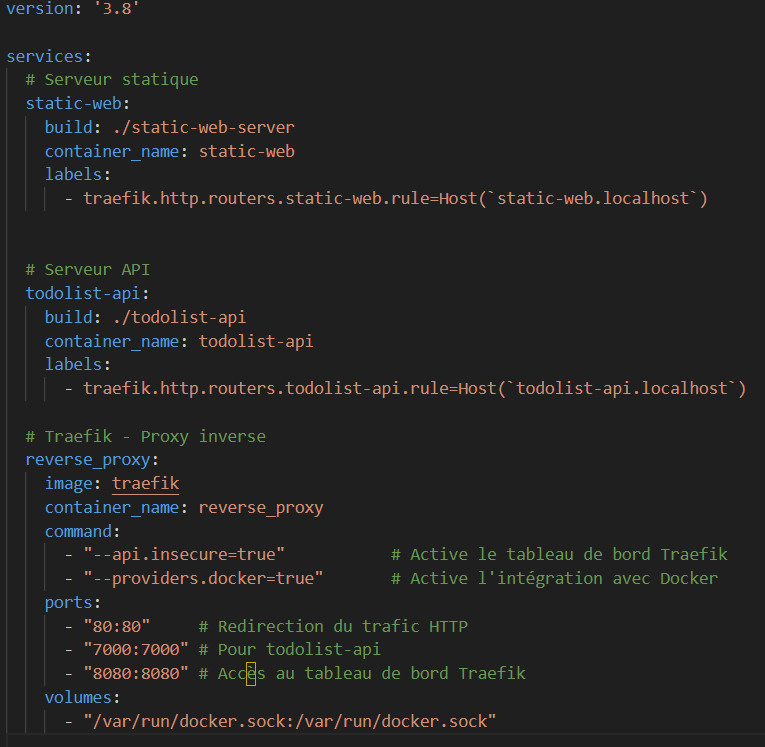 version: '3.8'
services:
# Serveur statique
static-web:
build: ./static-web-server
container_name: static-web
labels:
- traefik.http.routers.static-web.rule=Host(`static-web.localhost`)
# Serveur API
todolist-api:
build: ./todolist-api
container_name: todolist-api
labels:
- traefik.http.routers.todolist-api.rule=Host(`todolist-api.localhost`)
# Traefik - Proxy inverse
reverse_proxy:
image: traefik
container_name: reverse_proxy
command:
- "--api.insecure=true" # Active le tableau de bord Traefik
- "--providers.docker=true" # Active l'intégration avec Docker
ports:
- "80:80" # Redirection du trafic HTTP
- "7000:7000" # Pour todolist-api
- "8080:8080" # Accès au tableau de bord Traefik
volumes:
- "/var/run/docker.sock:/var/run/docker.sock"